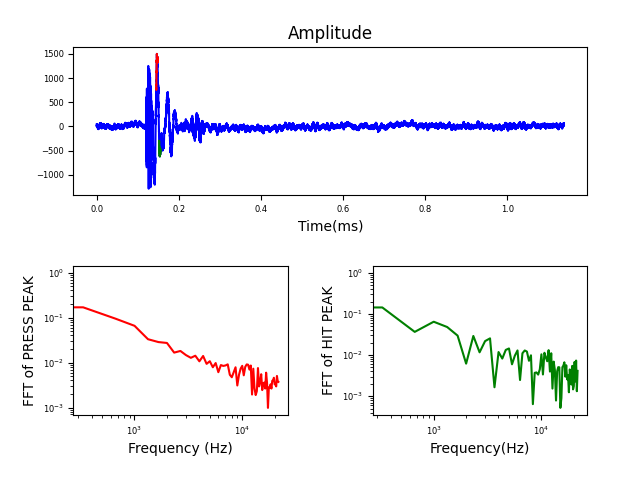 Amplitude
1500
1000
500
0
−500
−1000
0.0 0.2 0.4 0.6 0.8 1.0
Time(ms)
FFT of PRESS PEAK
10⁰
10⁻¹
10⁻²
10⁻³
10³ 10⁴
Frequency (Hz)
FFT of HIT PEAK
10⁰
10⁻¹
10⁻²
10⁻³
10³ 10⁴
Frequency(Hz)